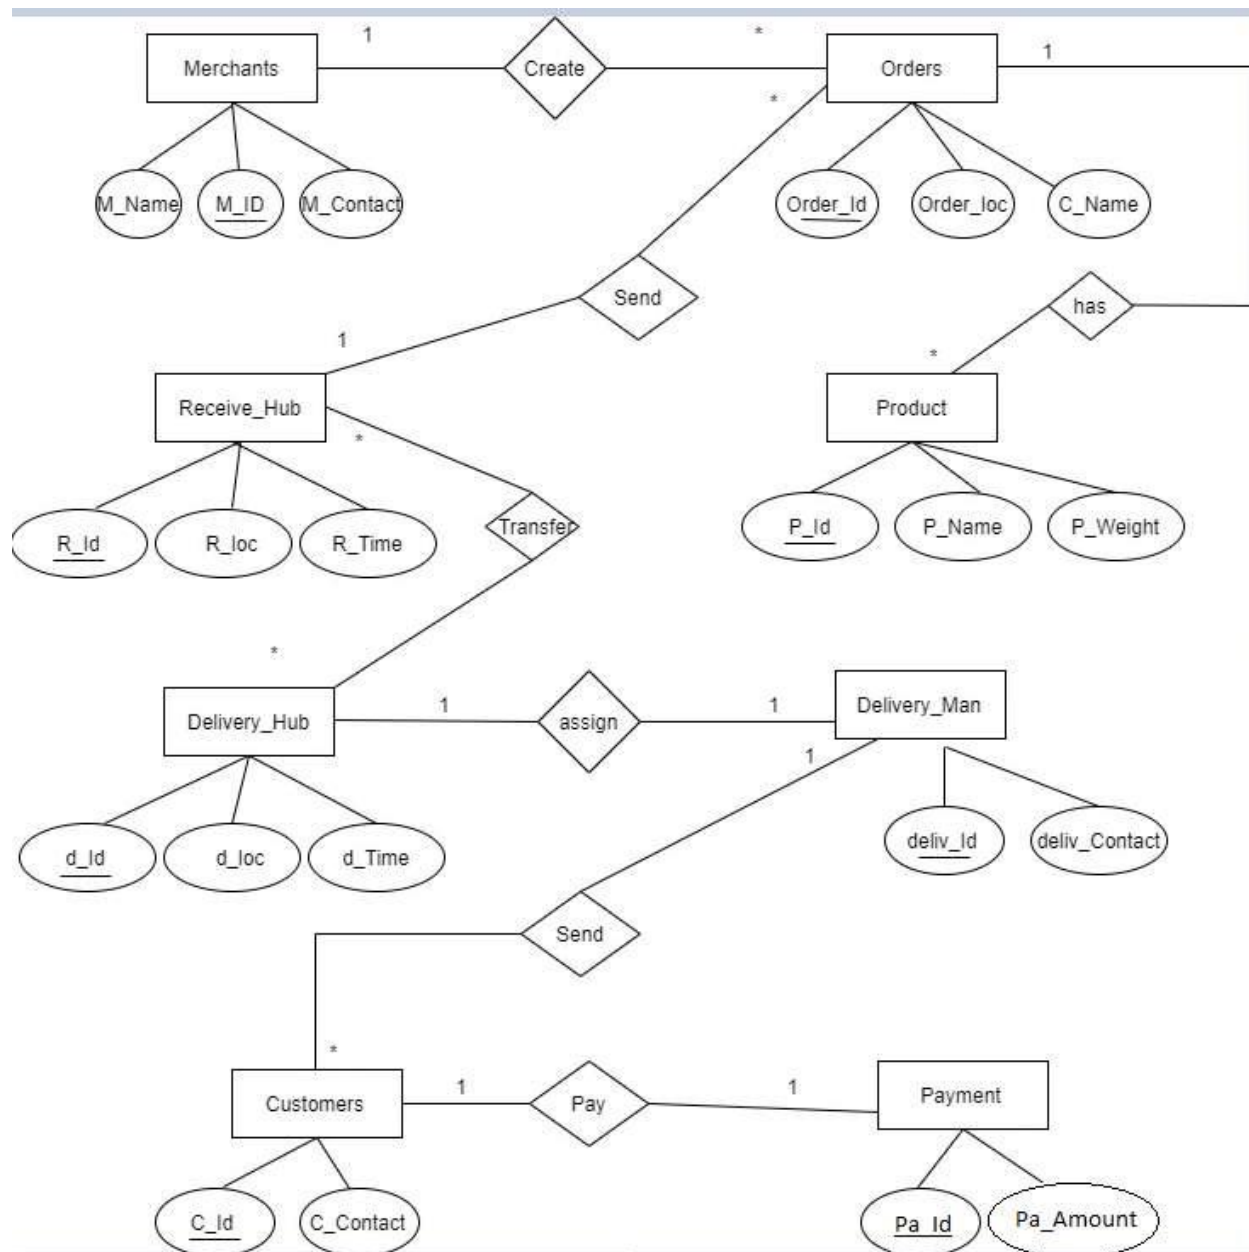 1
*
Merchants
Create
Orders
1
*
M_Name
M_ID
M_Contact
Order_Id
Order_loc
C_Name
Send
has
1
*
Receive_Hub
Product
*
R_Id
R_loc
R_Time
Transfer
P_Id
P_Name
P_Weight
*
Delivery_Hub
1
assign
1
Delivery_Man
1
d_Id
d_loc
d_Time
deliv_Id
deliv_Contact
Send
*
Customers
1
Pay
1
Payment
C_Id
C_Contact
Pa_Id
Pa_Amount